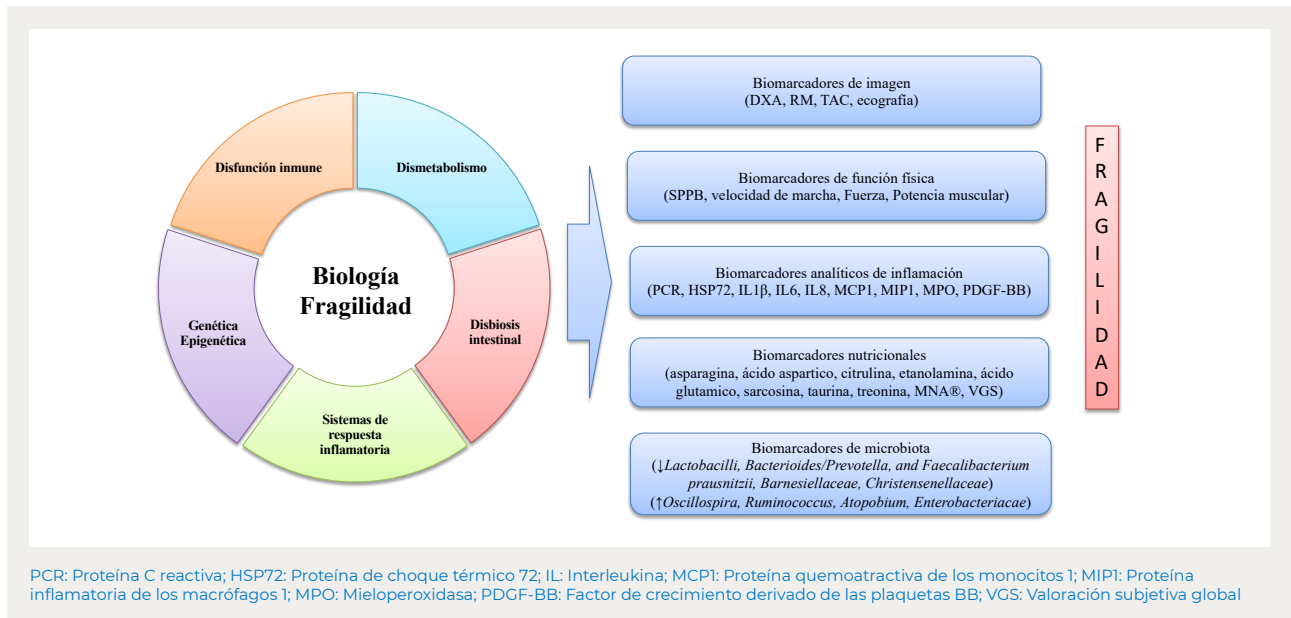 Disfunción inmune
Dismetabolismo
Biología
Fragilidad
Genética
Epigenética
Disbiosis
intestinal
Sistemas de
respuesta
inflamatoria
Biomarcadores de imagen
(DXA, RM, TAC, ecografía)
Biomarcadores de función física
(SPPB, velocidad de marcha, Fuerza, Potencia muscular)
Biomarcadores analíticos de inflamación
(PCR, HSP72, IL1β, IL6, IL8, MCP1, MIP1, MPO, PDGF-BB)
Biomarcadores nutricionales
(asparagina, ácido aspartico, citrulina, etanolamina, ácido
glutamico, sarcosina, taurina, treonina, MNA®, VGS)
Biomarcadores de microbiota
(↓Lactobacilli, Bacterioides/Prevotella, and Faecalibacterium
prausnitzii, Barnesiellaceae, Christensenellaceae)
(↑Oscillospira, Ruminococcus, Atopobium, Enterobacteriacae)
F
R
A
G
I
L
I
D
A
D
PCR: Proteína C reactiva; HSP72: Proteína de choque térmico 72; IL: Interleukina; MCP1: Proteína quemoatractiva de los monocitos 1; MIP1: Proteína
inflamatoria de los macrófagos 1; MPO: Mieloperoxidasa; PDGF-BB: Factor de crecimiento derivado de las plaquetas BB; VGS: Valoración subjetiva global